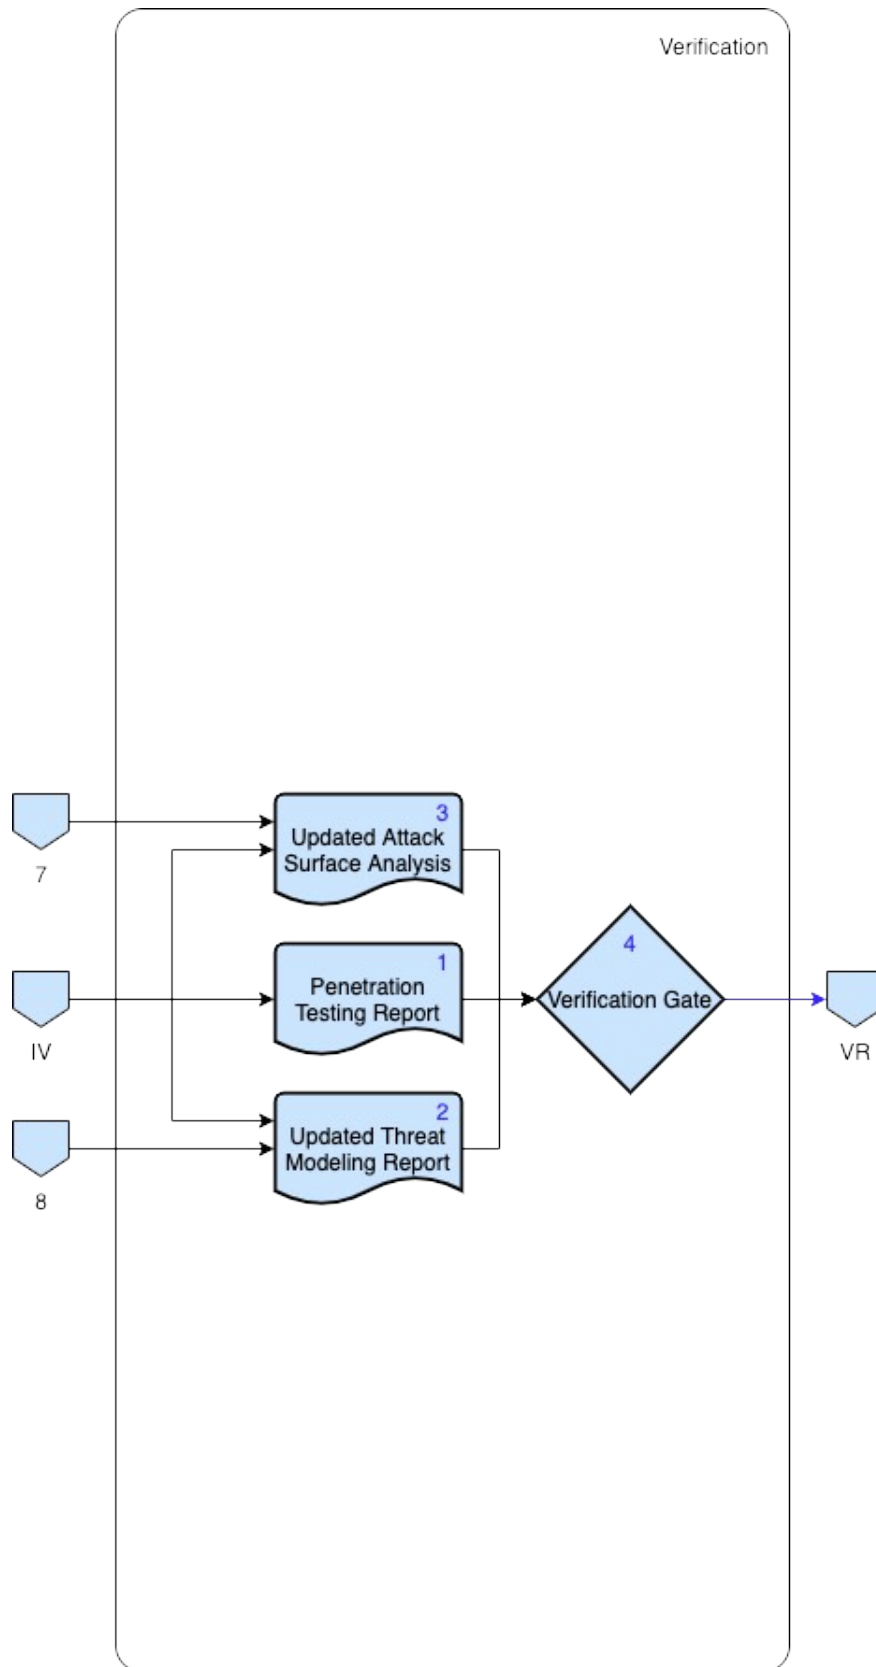 Verification
3
Updated Attack
Surface Analysis
7
1
Penetration
Testing Report
IV
4
Verification Gate
VR
2
Updated Threat
Modeling Report
8